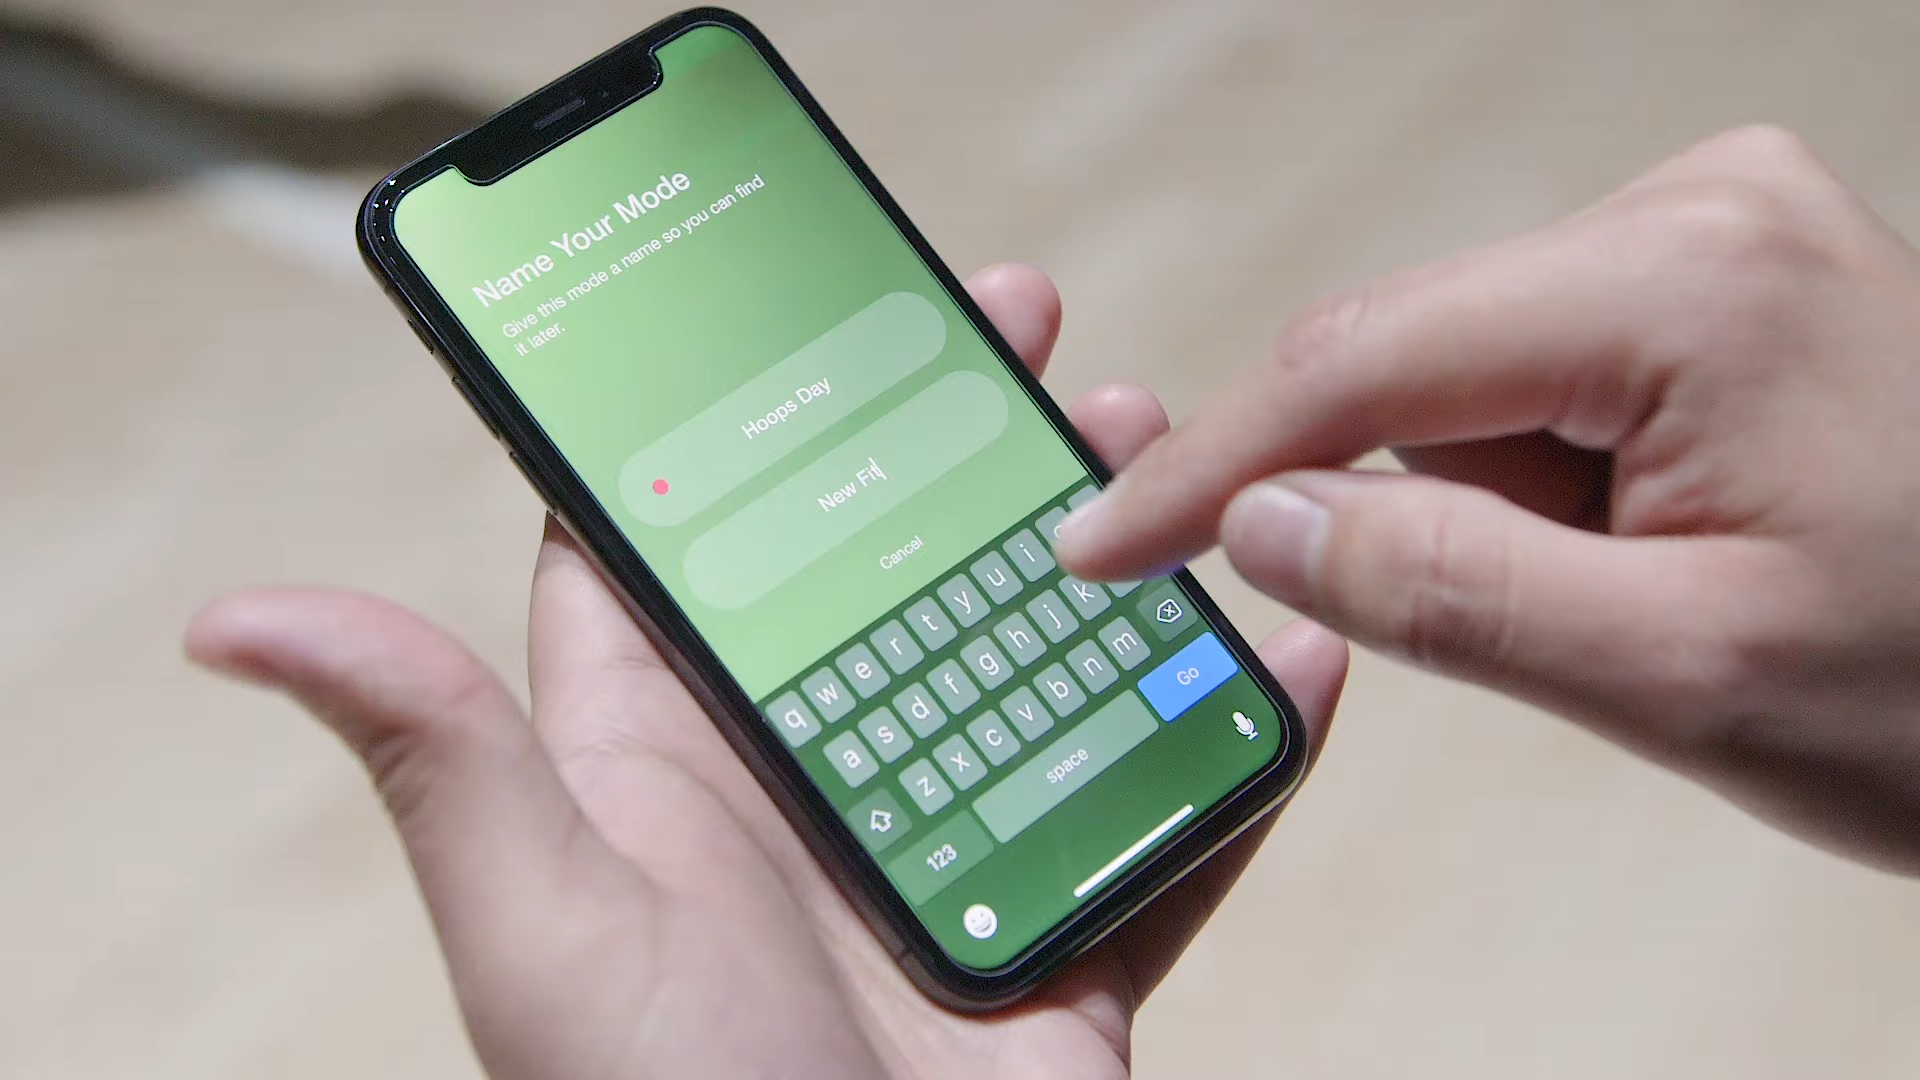 Name Your Mode
Give this mode a name so you can find
it later.
Hoops Day
New Fit
Cancel
q w e r t y u i
a s d f g h j k
z x c v b n m
123 space Go